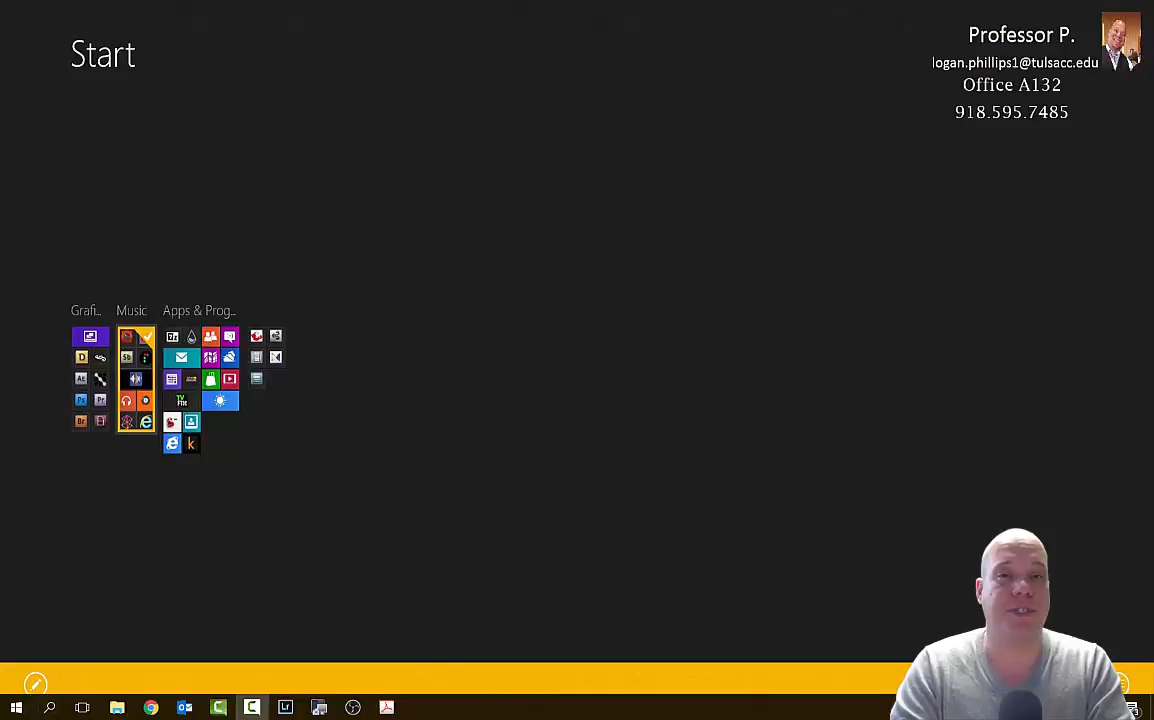 Start
Professor P.
logan.phillips1@tulsacc.edu
Office A132
918.595.7485
Grafi...
Music
Apps & Prog...